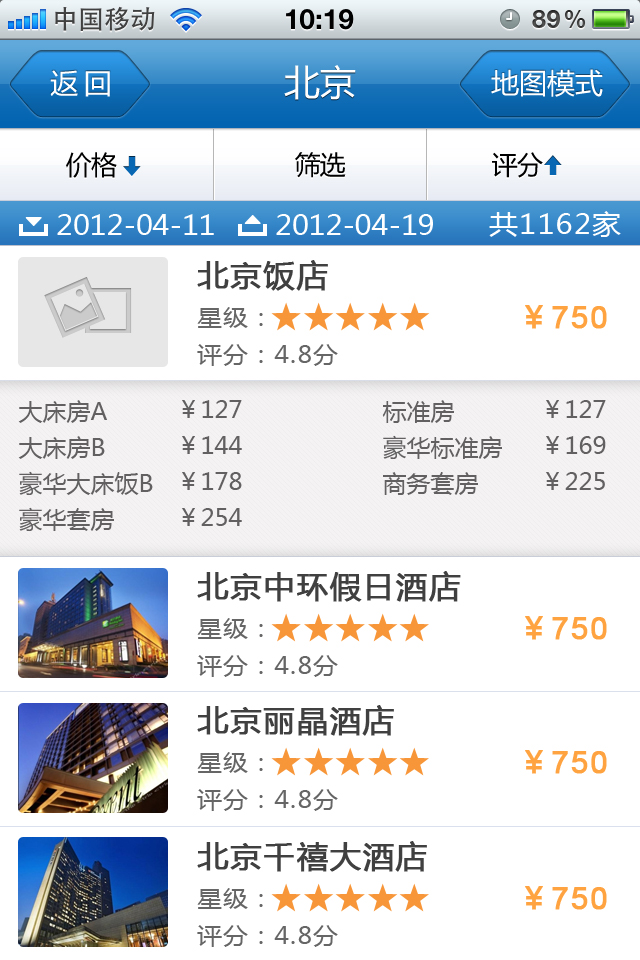 中国移动 10:19 89%
返回 北京 地图模式
价格 筛选 评分
2012-04-11 2012-04-19 共1162家
北京饭店
星级：
¥750
评分：4.8分
大床房A ¥127 标准房 ¥127
大床房B ¥144 豪华标准房 ¥169
豪华大床饭B ¥178 商务套房 ¥225
豪华套房 ¥254
北京中环假日酒店
星级：
¥750
评分：4.8分
北京丽晶酒店
星级：
¥750
评分：4.8分
北京千禧大酒店
星级：
¥750
评分：4.8分